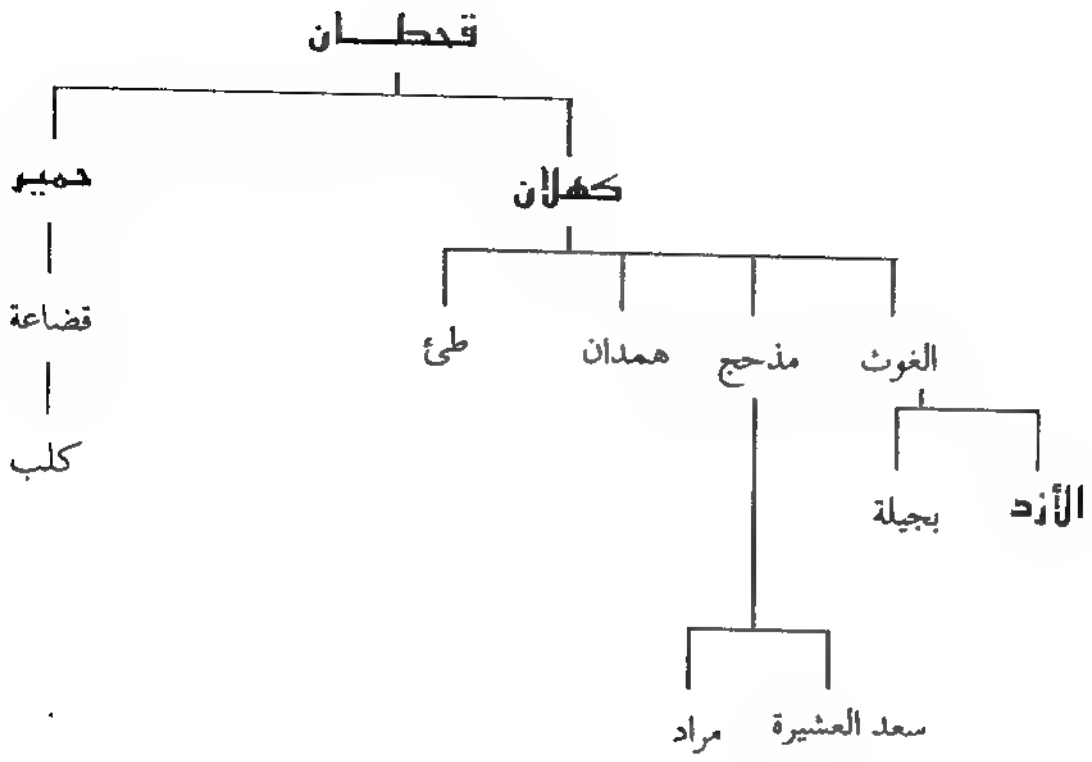 قحطان
كهلان حمير
قضاعة
الغوث مذحج همدان طئ
كلب
الأزد بجيلة
سعد العشيرة مراد